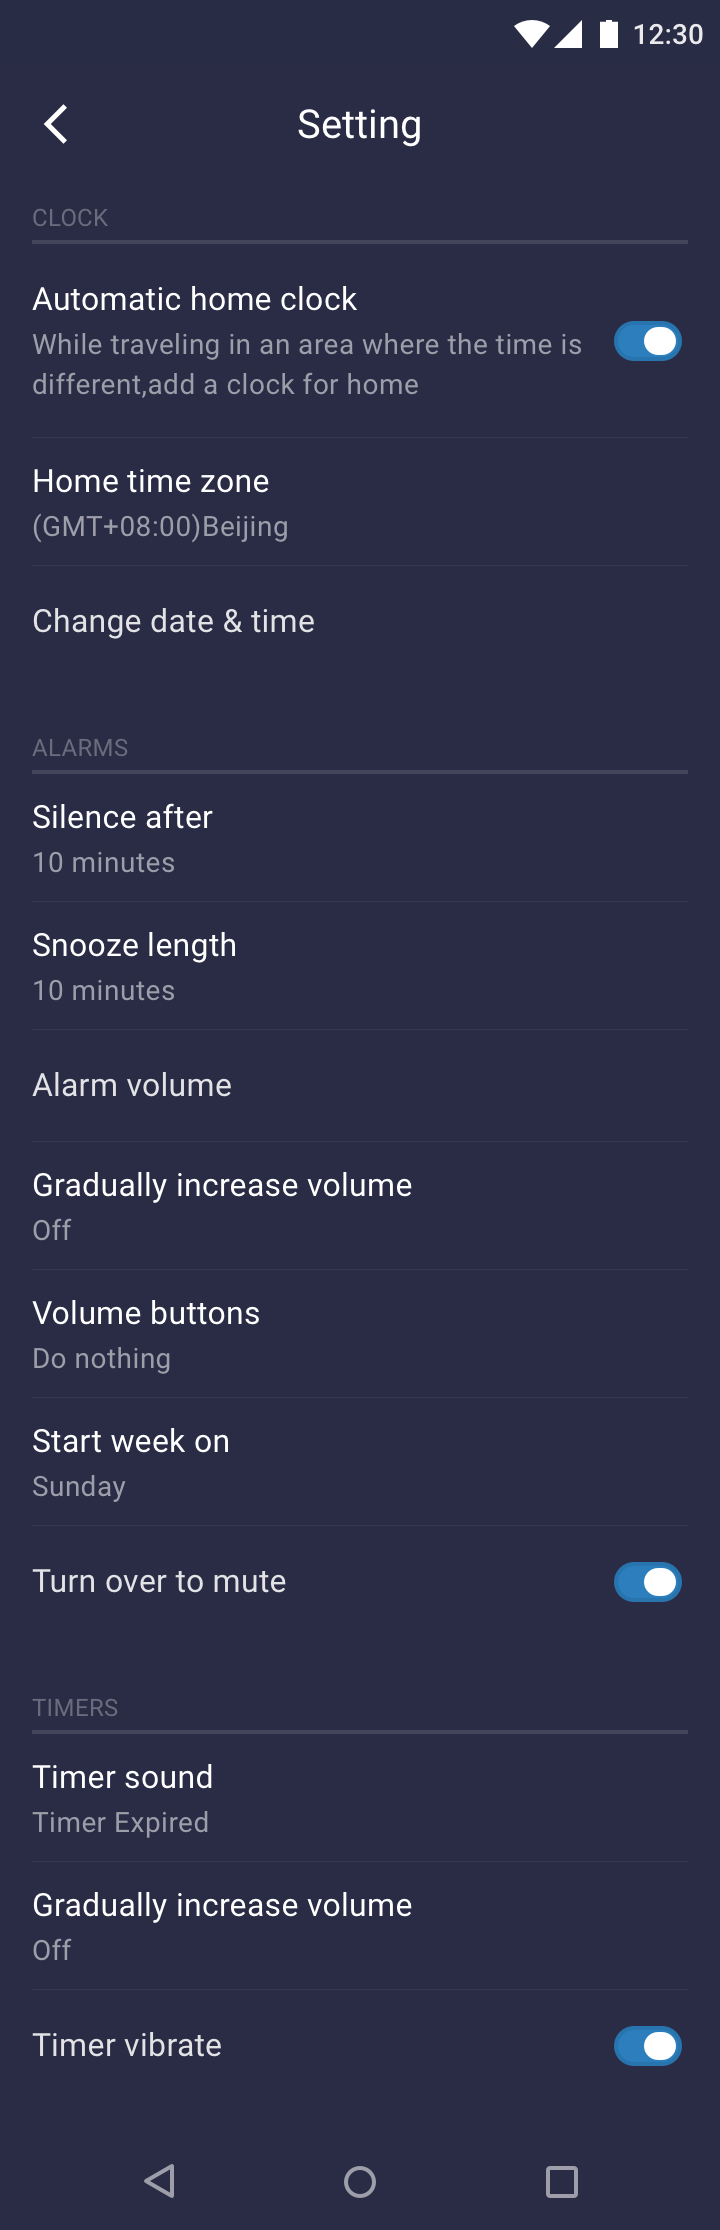 12:30
Setting
CLOCK
Automatic home clock
While traveling in an area where the time is
different,add a clock for home
Home time zone
(GMT+08:00)Beijing
Change date & time
ALARMS
Silence after
10 minutes
Snooze length
10 minutes
Alarm volume
Gradually increase volume
Off
Volume buttons
Do nothing
Start week on
Sunday
Turn over to mute
TIMERS
Timer sound
Timer Expired
Gradually increase volume
Off
Timer vibrate